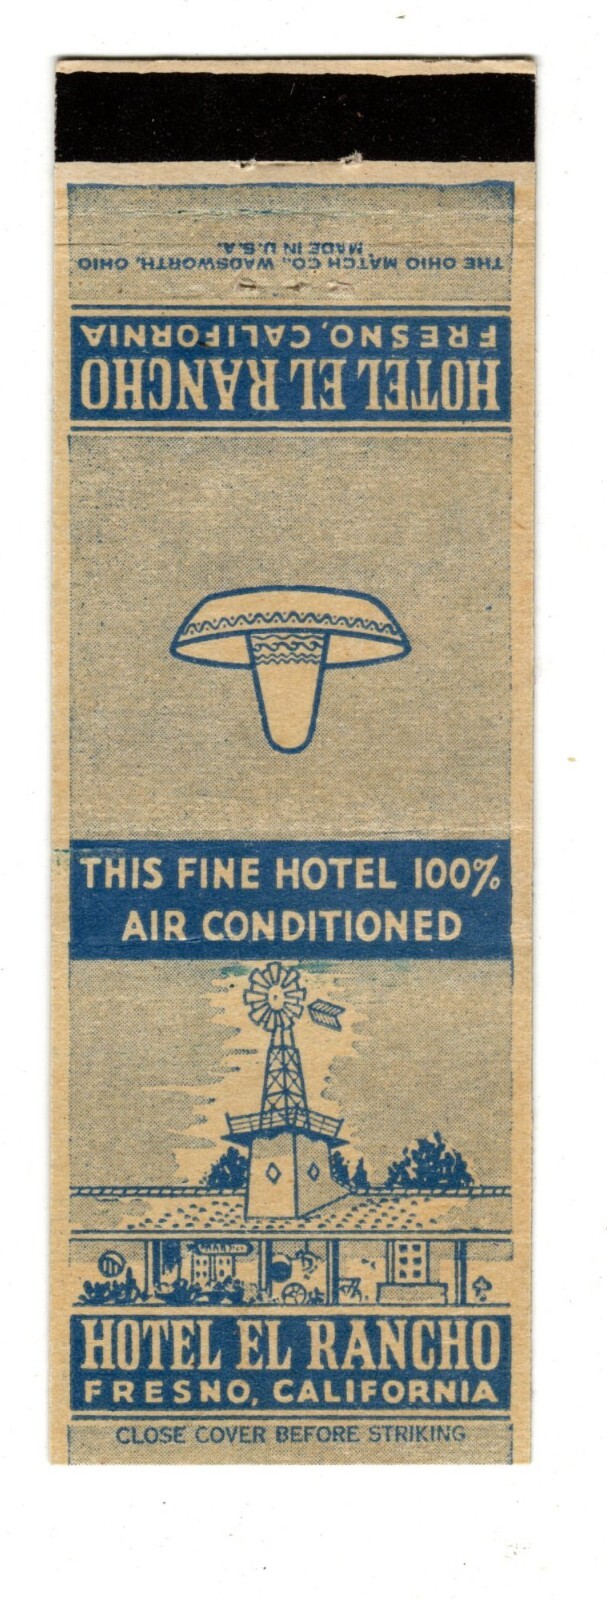 THE OHIO MATCH CO., WADSWORTH, OHIO
MADE IN U.S.A.
HOTEL EL RANCHO
FRESNO, CALIFORNIA
THIS FINE HOTEL 100%
AIR CONDITIONED
HOTEL EL RANCHO
FRESNO, CALIFORNIA
CLOSE COVER BEFORE STRIKING